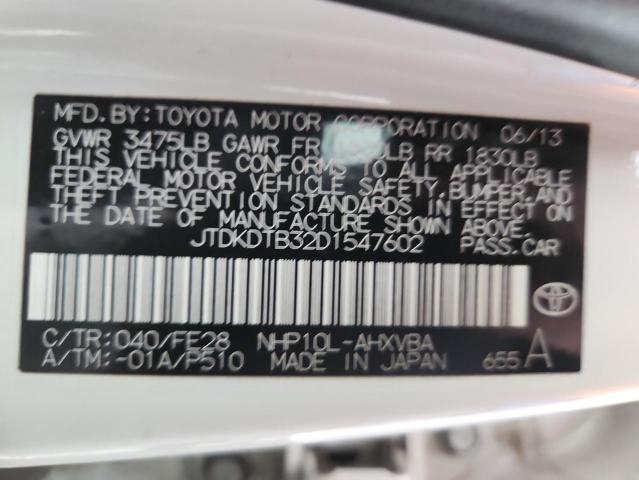 MFD.BY:TOYOTA MOTOR CORPORATION 06/13
GVWR 3475LB GAWR FR LB RR 1830LB
THIS VEHICLE CONFORMS TO ALL APPLICABLE
FEDERAL MOTOR VEHICLE SAFETY, BUMPER, AND
THEFT PREVENTION STANDARDS IN EFFECT ON
THE DATE OF MANUFACTURE SHOWN ABOVE.
JTDKDTB32D1547602 PASS.CAR
C/TR:040/FE28 NHP10L-AHXVBA
A/TM:-01A/P510 MADE IN JAPAN 655A